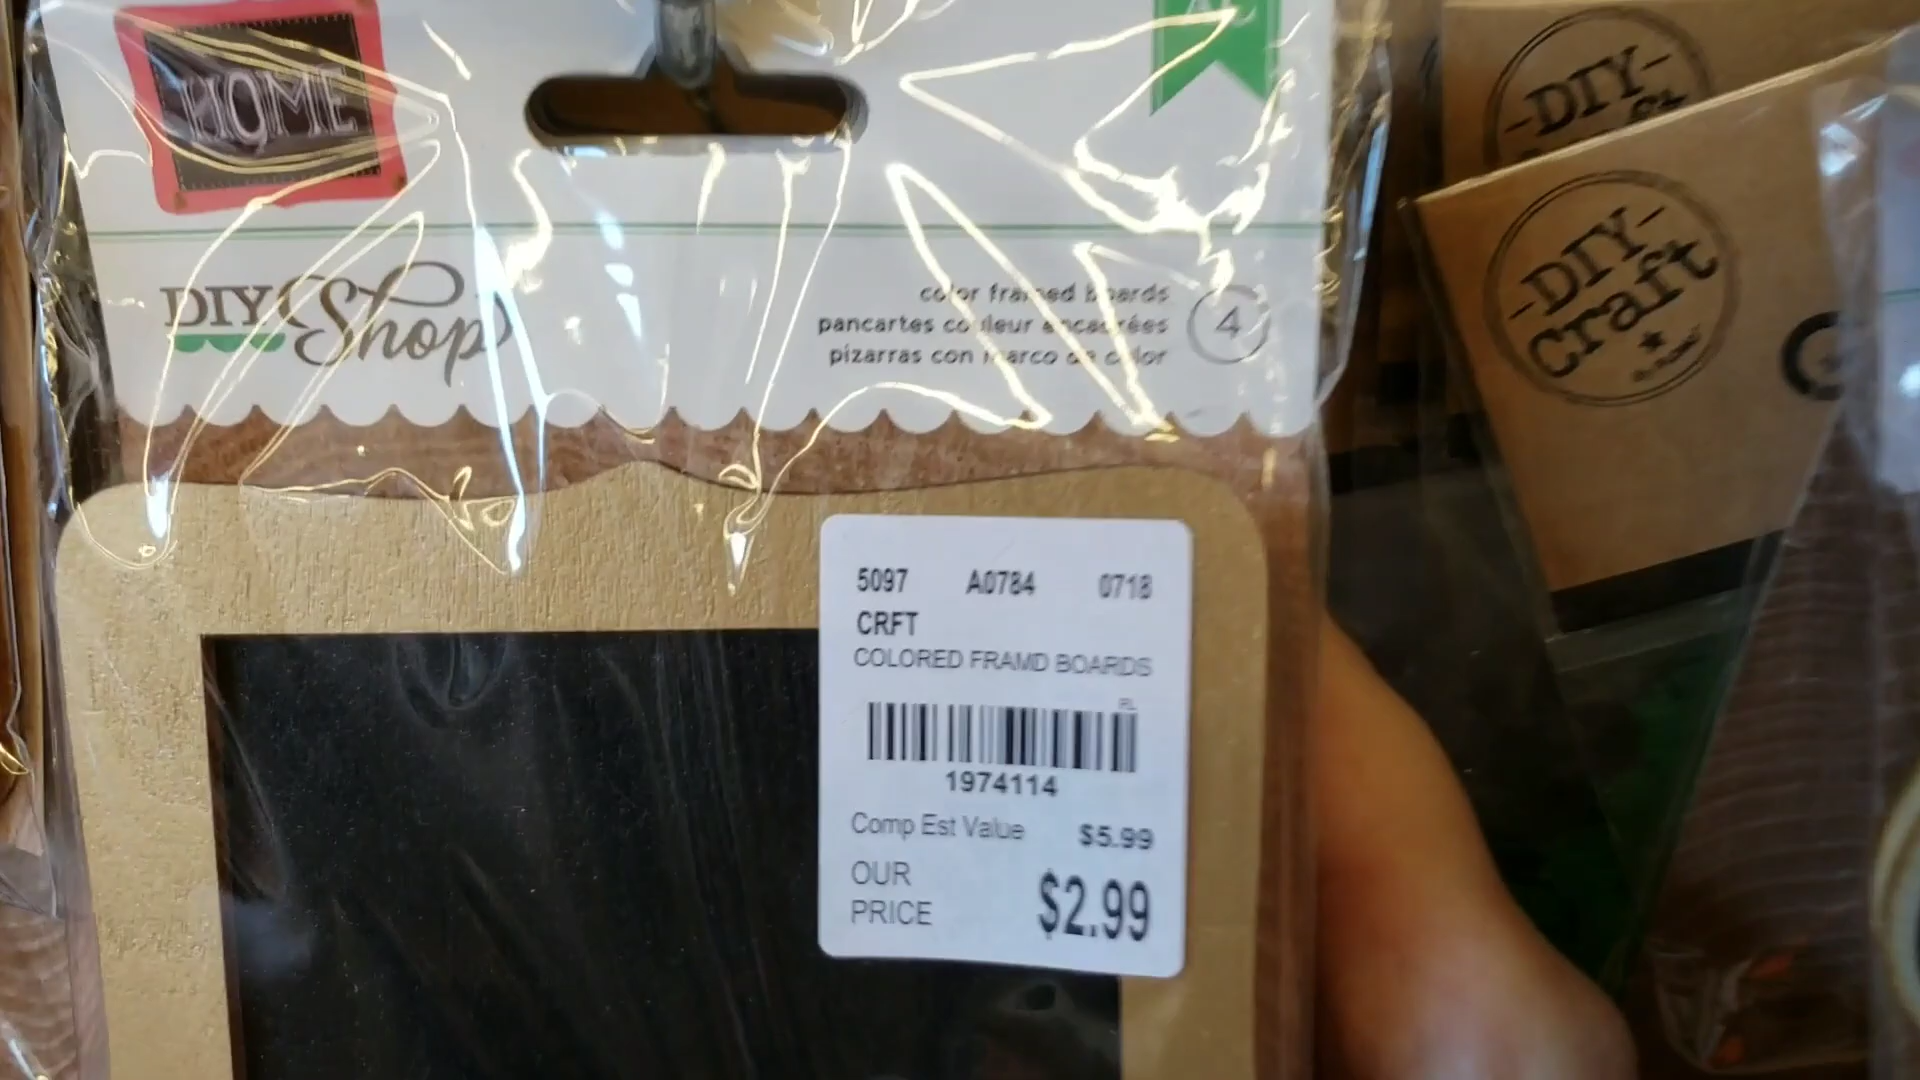 HOME
DIY Shop
color framed boards
pancartes couleur encadrées
pizarras con marco de color
4
5097 A0784 0718
CRFT
COLORED FRAMD BOARDS
1974114
Comp Est Value $5.99
OUR PRICE $2.99
-DIY-
-DIY-
Craft